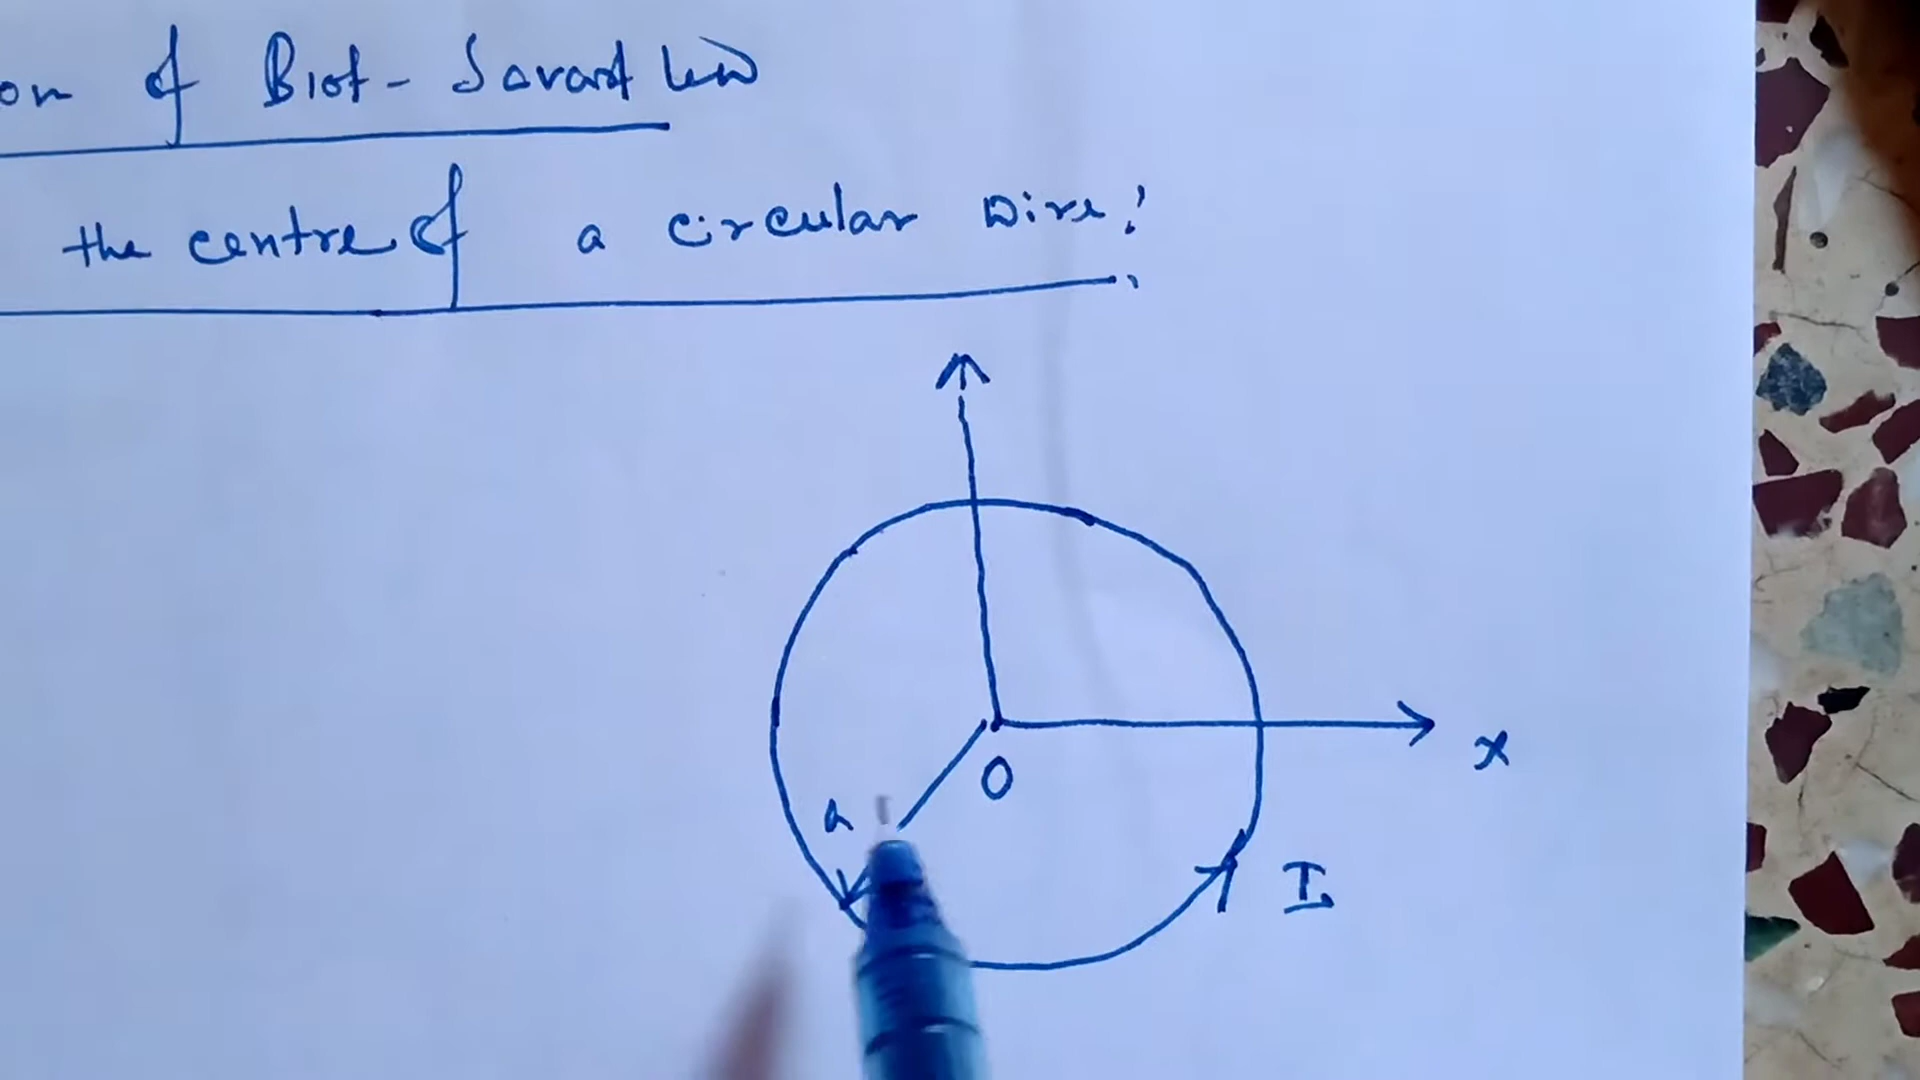 on of Biot-Savart law
the centre of a circular wire:
x
O
a
I